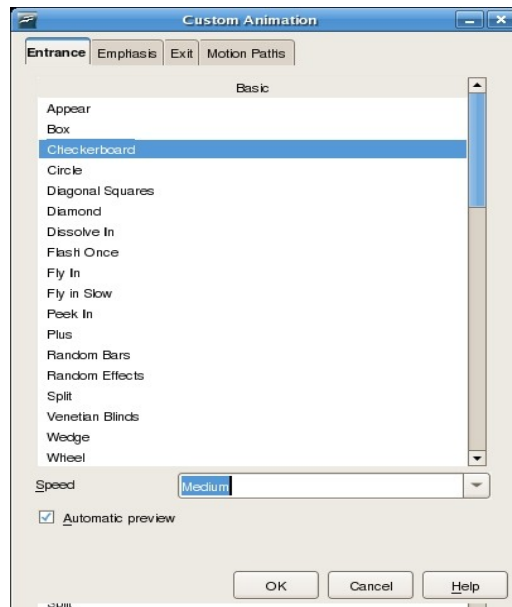 Custom Animation
Entrance Emphasis Exit Motion Paths
Basic
Appear
Box
Checkerboard
Circle
Diagonal Squares
Diamond
Dissolve In
Flash Once
Fly In
Fly in Slow
Peek In
Plus
Random Bars
Random Effects
Split
Venetian Blinds
Wedge
Wheel
Speed Medium
Automatic preview
OK Cancel Help
Split